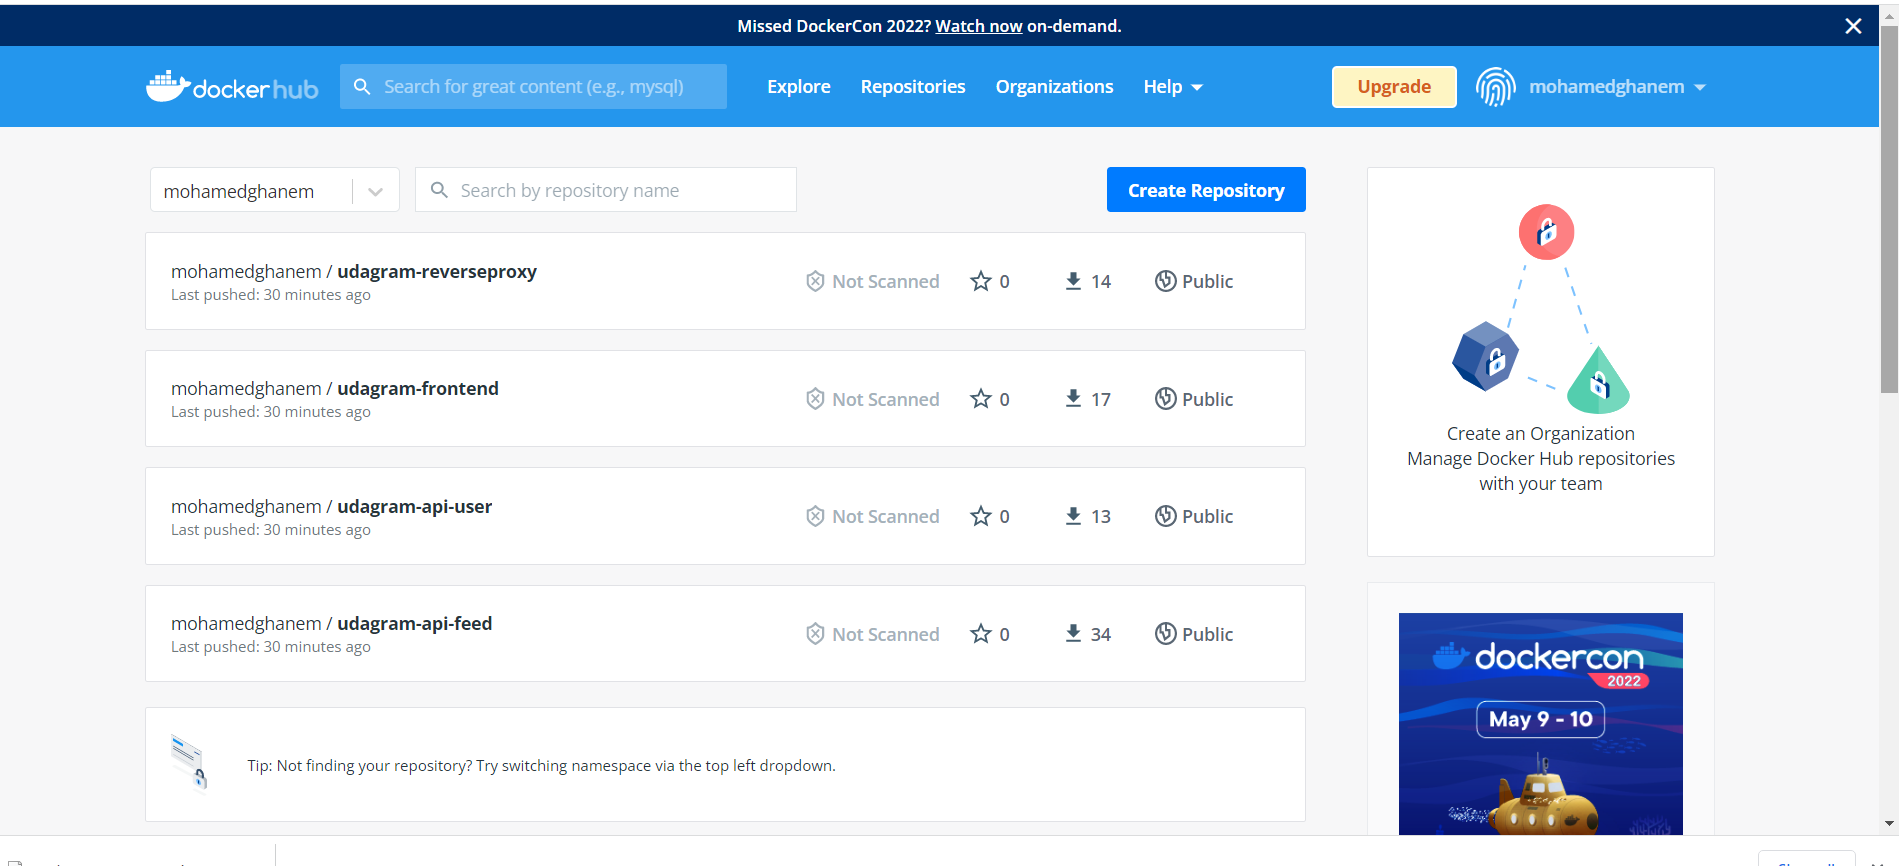 Missed DockerCon 2022? Watch now on-demand.
docker hub
Search for great content (e.g., mysql)
Explore
Repositories
Organizations
Help
Upgrade
mohamedghanem
mohamedghanem
Search by repository name
Create Repository
mohamedghanem / udagram-reverseproxy
Last pushed: 30 minutes ago
Not Scanned
0
14
Public
mohamedghanem / udagram-frontend
Last pushed: 30 minutes ago
Not Scanned
0
17
Public
mohamedghanem / udagram-api-user
Last pushed: 30 minutes ago
Not Scanned
0
13
Public
mohamedghanem / udagram-api-feed
Last pushed: 30 minutes ago
Not Scanned
0
34
Public
Tip: Not finding your repository? Try switching namespace via the top left dropdown.
Create an Organization
Manage Docker Hub repositories
with your team
dockercon
2022
May 9 - 10